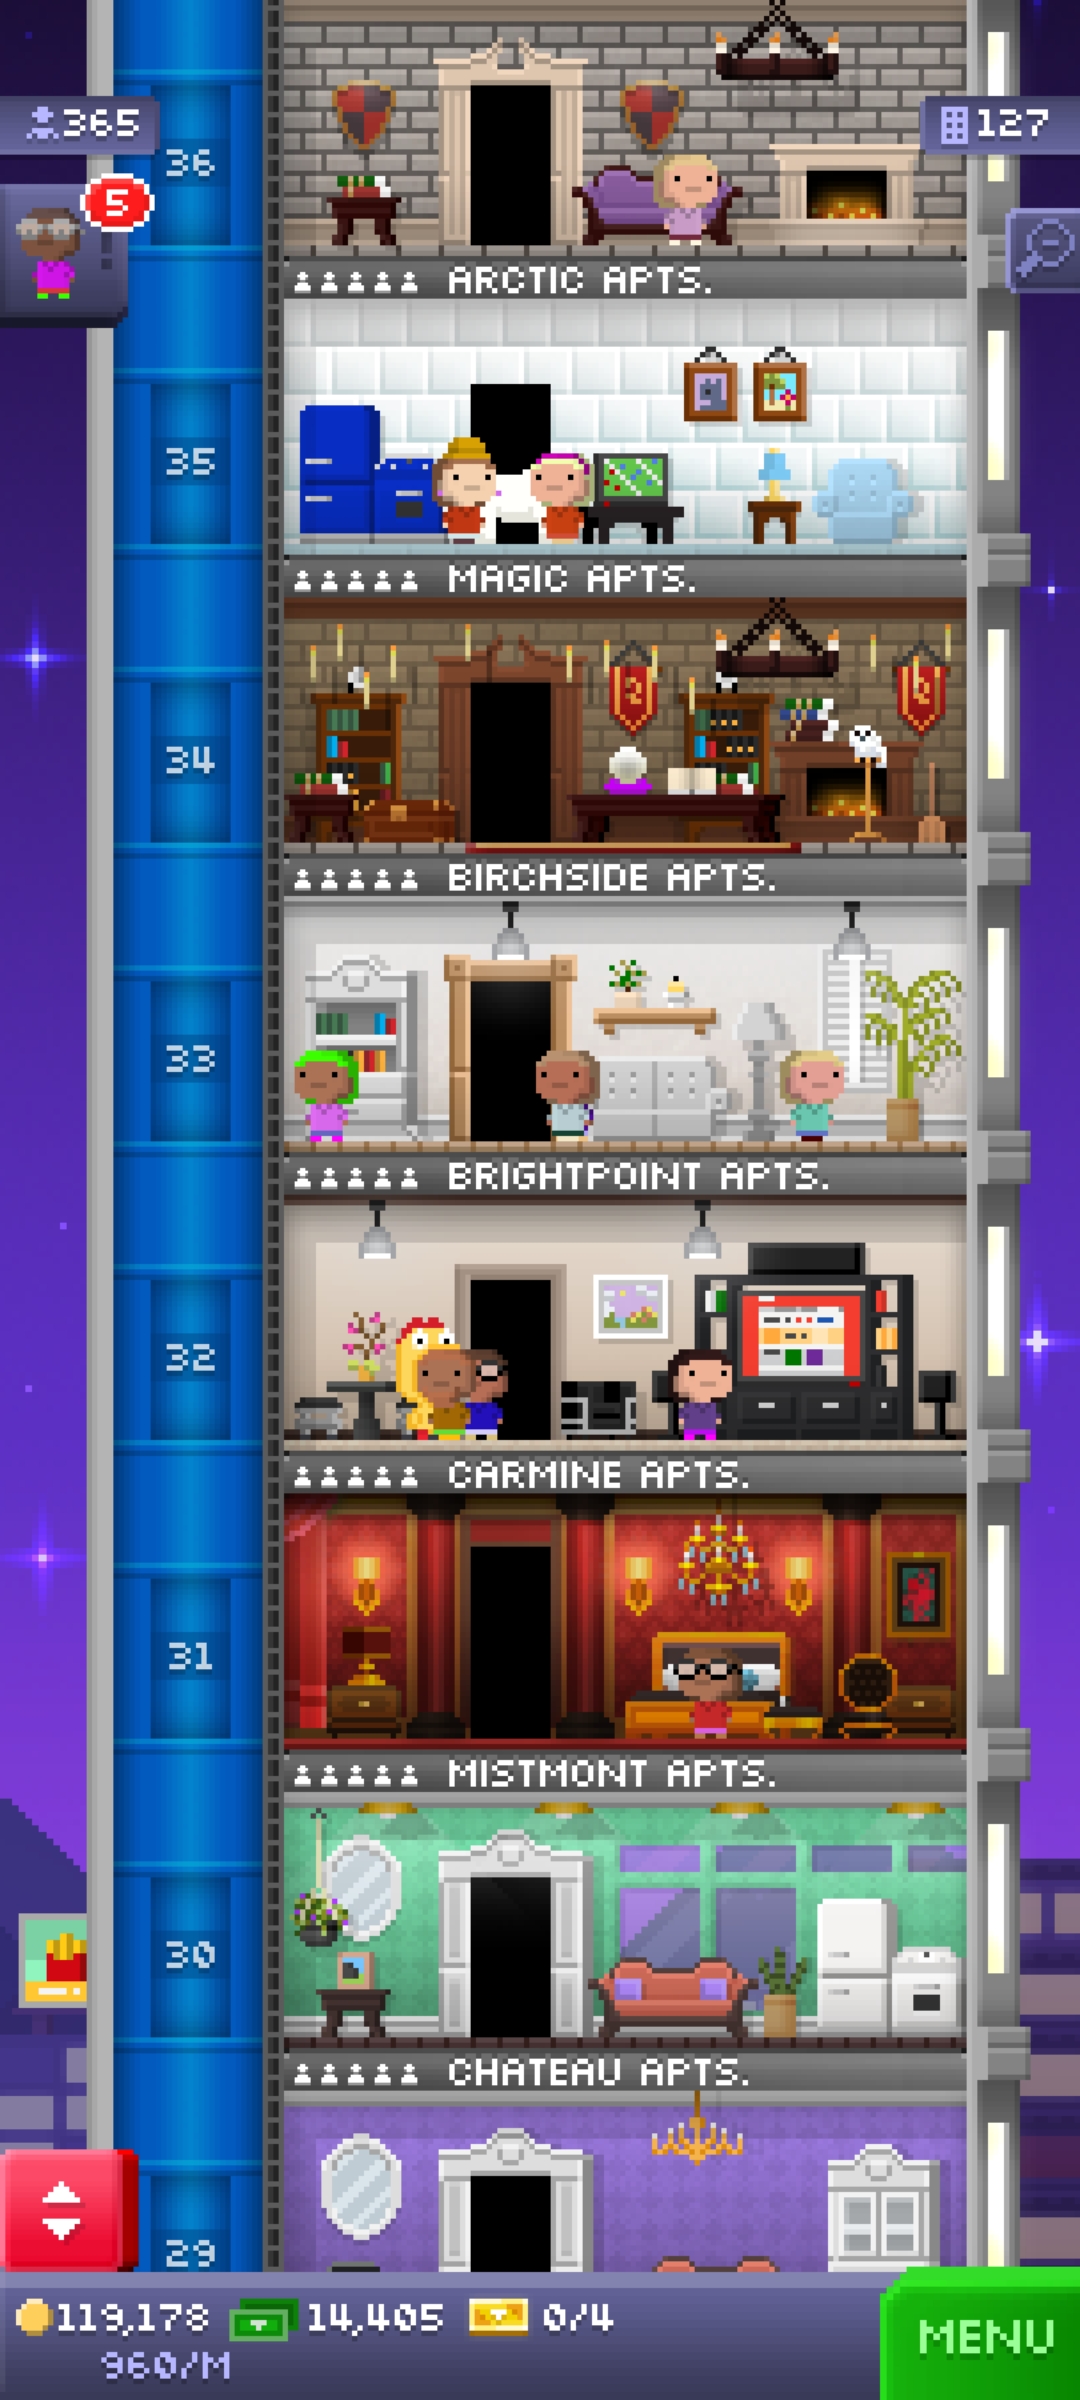 365
127
5
36
ARCTIC APTS.
35
MAGIC APTS.
34
BIRCHSIDE APTS.
33
BRIGHTPOINT APTS.
32
CARMINE APTS.
31
MISTMONT APTS.
30
CHATEAU APTS.
29
119,178 14,405 0/4
960/M
MENU